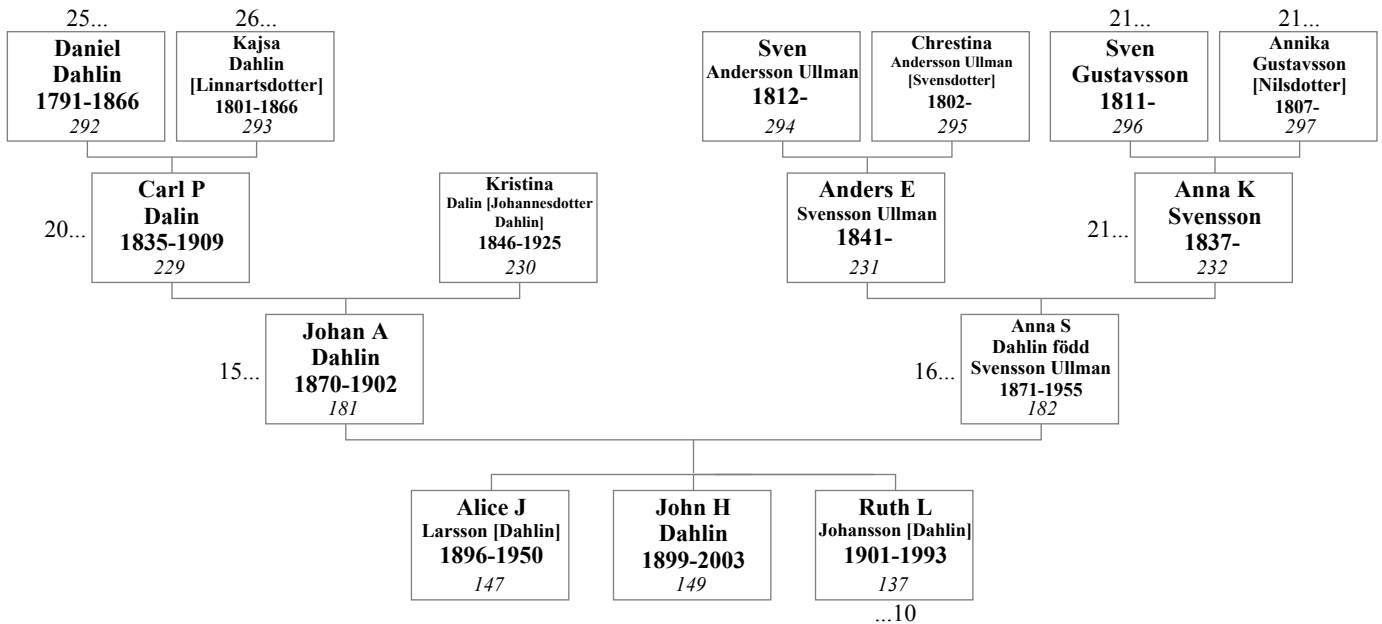 25...
26...
21...
21...
Daniel
Dahlin
1791-1866
292
Kajsa
Dahlin
[Linnartsdotter]
1801-1866
293
Sven
Andersson Ullman
1812-
294
Chrestina
Andersson Ullman
[Svensdotter]
1802-
295
Sven
Gustavsson
1811-
296
Annika
Gustavsson
[Nilsdotter]
1807-
297
20...
Carl P
Dalin
1835-1909
229
Kristina
Dalin [Johannesdotter
Dahlin]
1846-1925
230
Anders E
Svensson Ullman
1841-
231
21...
Anna K
Svensson
1837-
232
15...
Johan A
Dahlin
1870-1902
181
16...
Anna S
Dahlin född
Svensson Ullman
1871-1955
182
Alice J
Larsson [Dahlin]
1896-1950
147
John H
Dahlin
1899-2003
149
Ruth L
Johansson [Dahlin]
1901-1993
137
...10